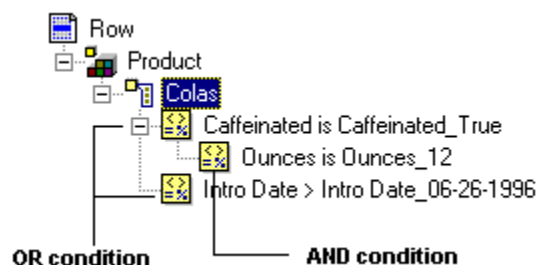 Row
Product
Colas
Caffeinated is Caffeinated_True
Ounces is Ounces_12
Intro Date > Intro Date_06-26-1996
OR condition
AND condition